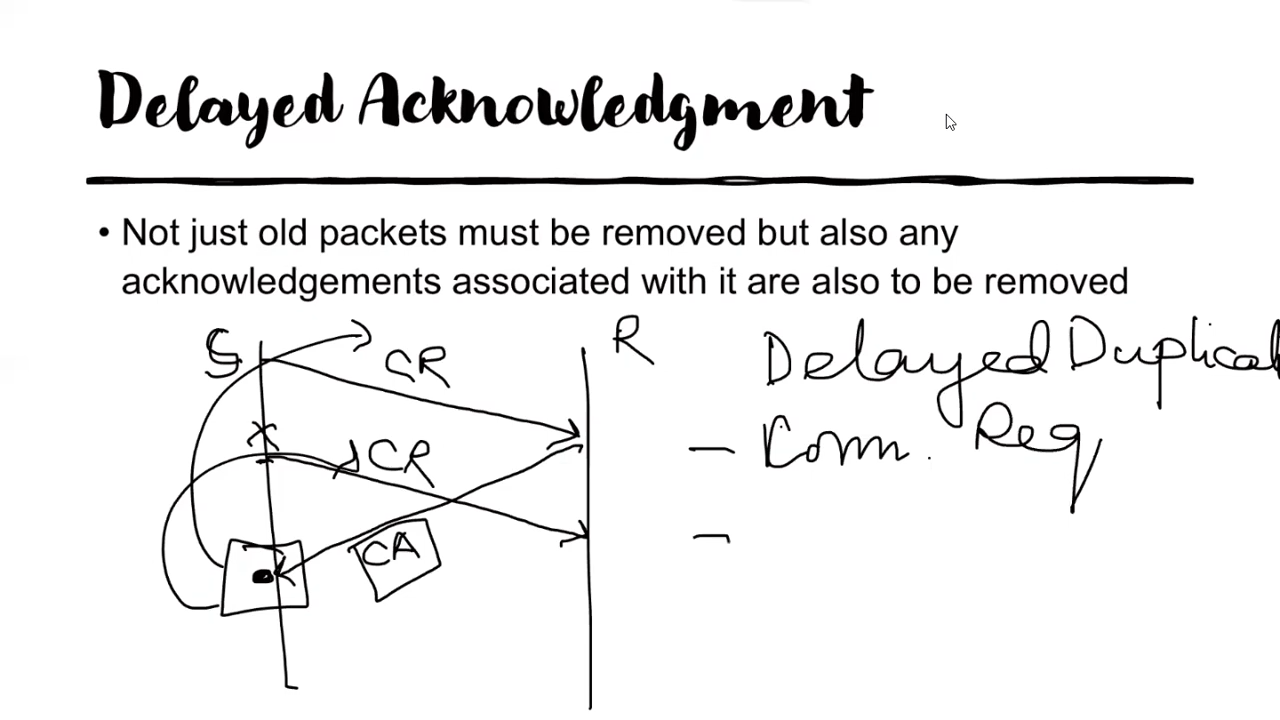 Delayed Acknowledgment
• Not just old packets must be removed but also any
acknowledgements associated with it are also to be removed
S
R
CR
Delayed Duplicat
CR
– Conn. Req
CA
–